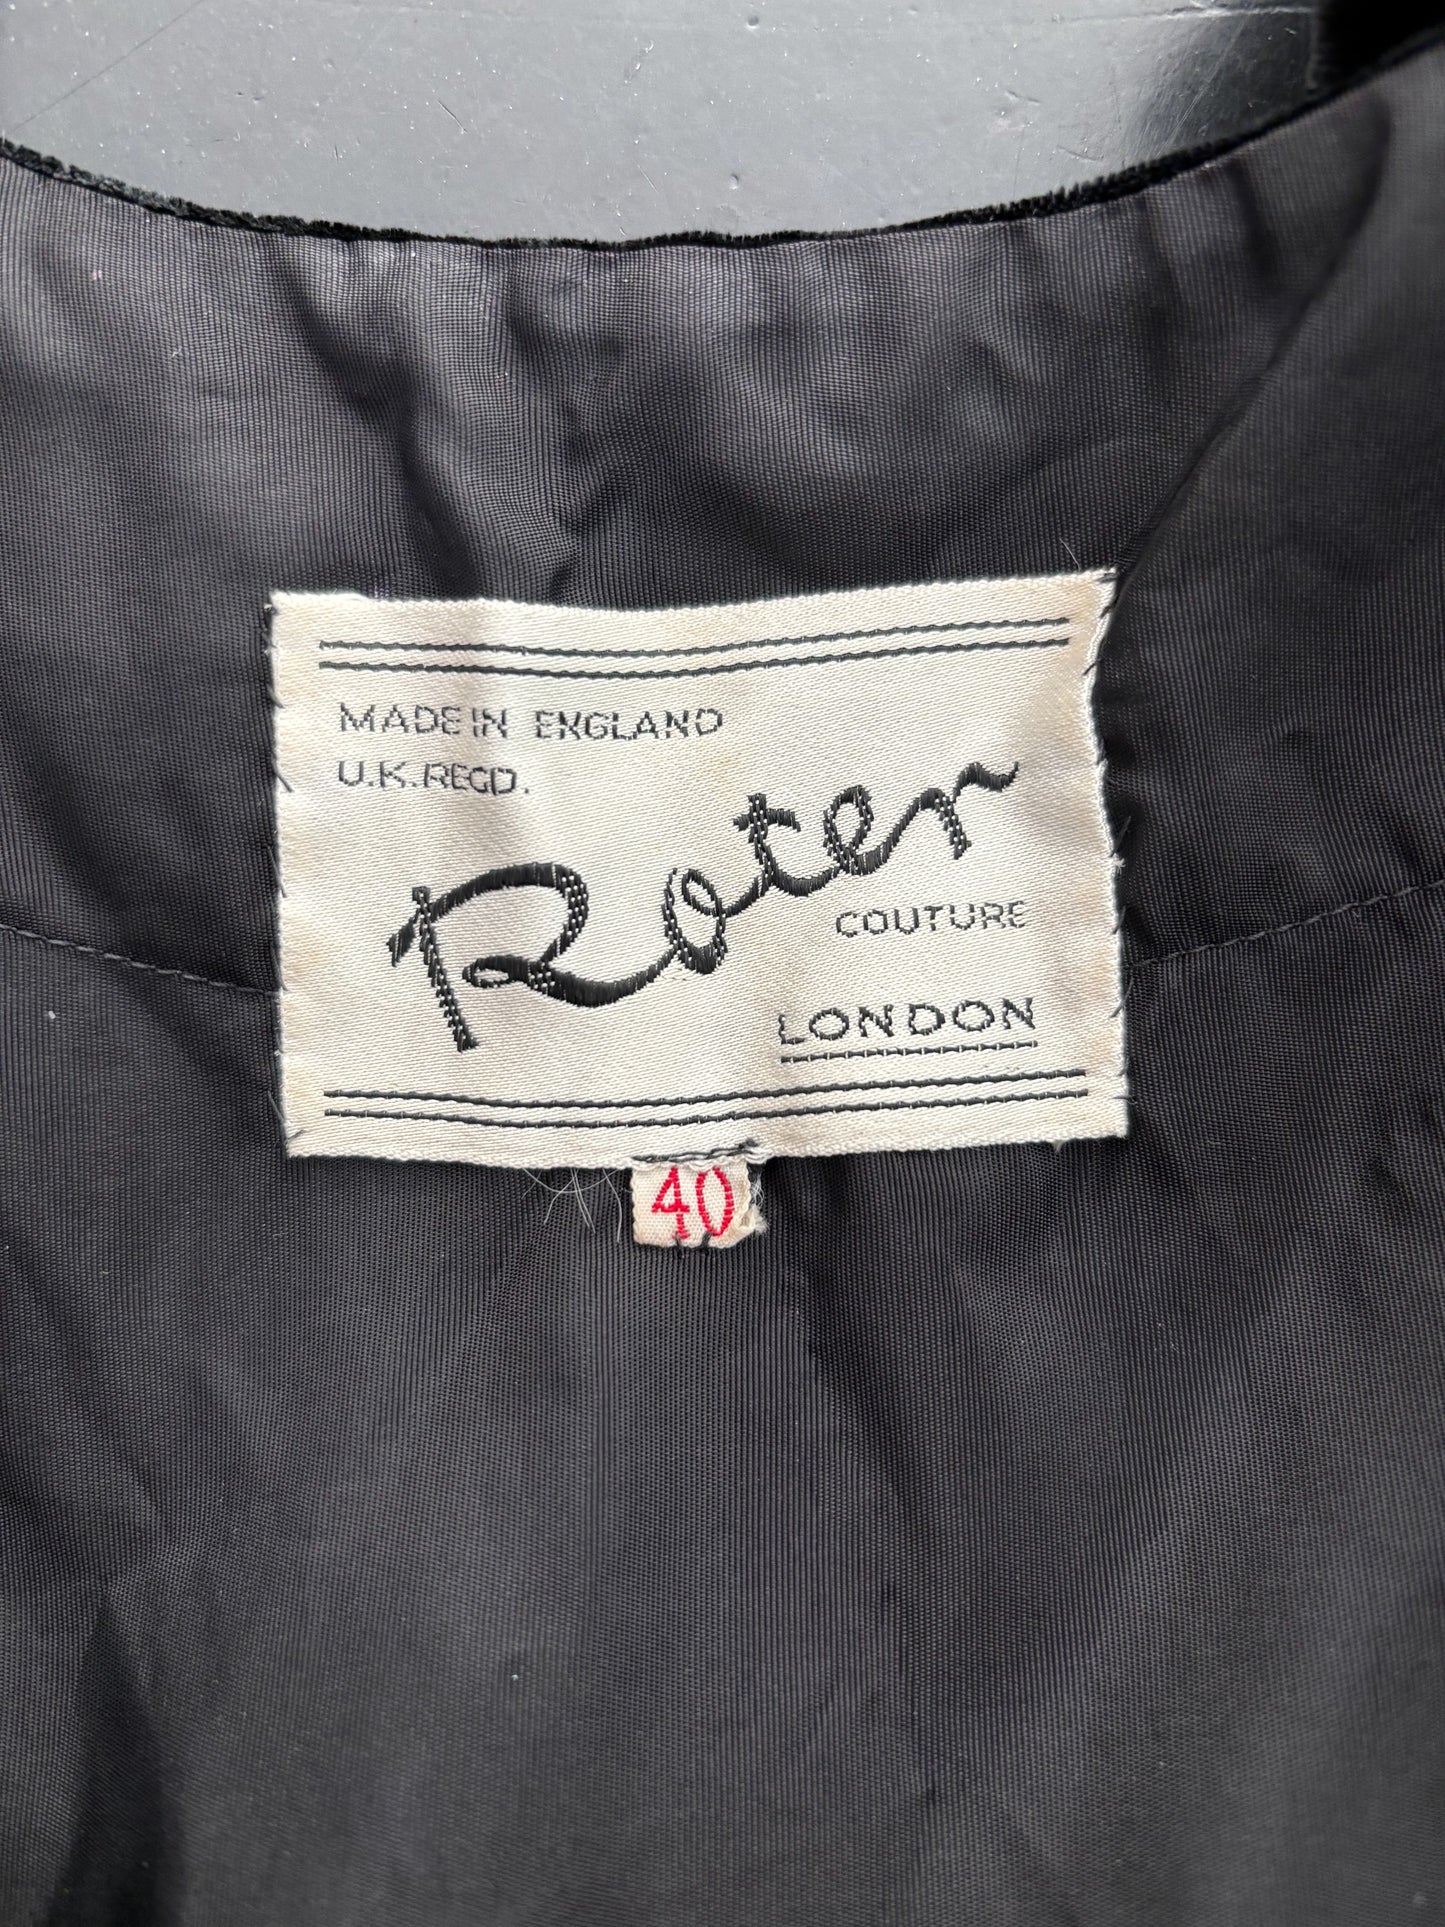 MADE IN ENGLAND
U.K. REGD.
Roter
COUTURE
LONDON
40